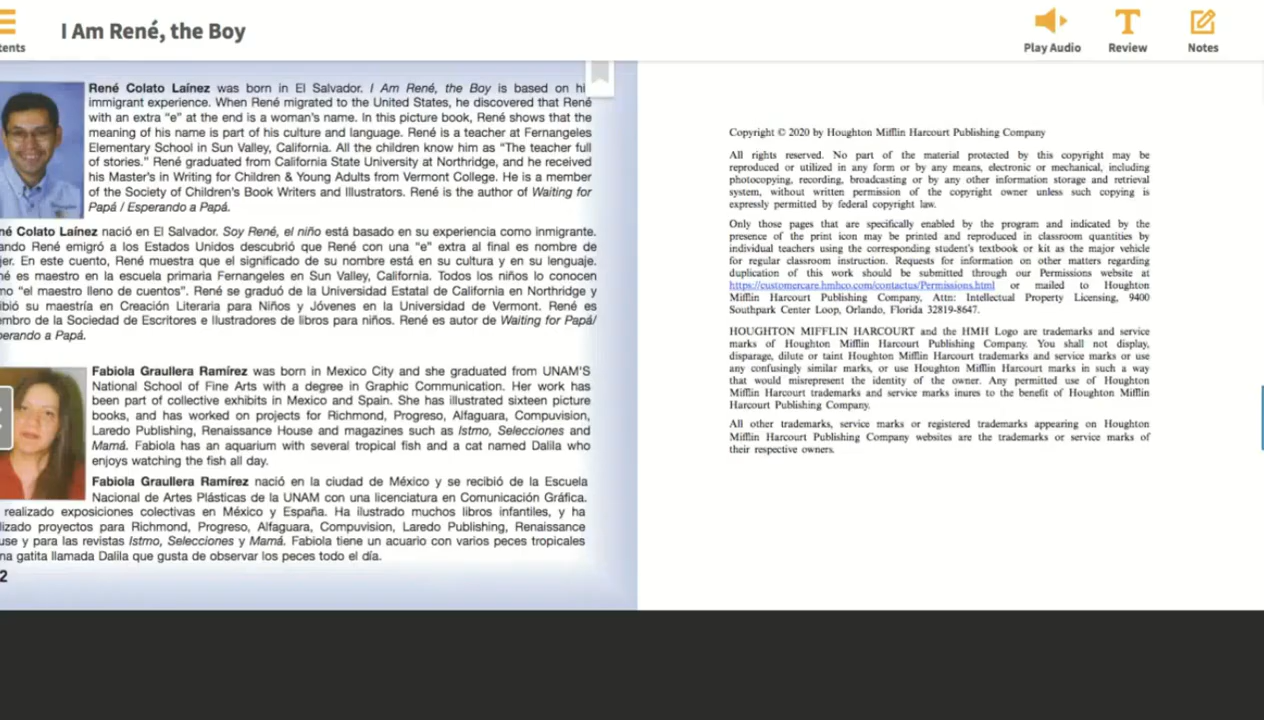 tents
I Am René, the Boy
Play Audio
Review
Notes
René Colato Laínez was born in El Salvador. I Am René, the Boy is based on hi
immigrant experience. When René migrated to the United States, he discovered that René
with an extra "e" at the end is a woman's name. In this picture book, René shows that the
meaning of his name is part of his culture and language. René is a teacher at Fernangeles
Elementary School in Sun Valley, California. All the children know him as "The teacher full
of stories." René graduated from California State University at Northridge, and he received
his Master's in Writing for Children & Young Adults from Vermont College. He is a member
of the Society of Children's Book Writers and Illustrators. René is the author of Waiting for
Papá / Esperando a Papá.
né Colato Laínez nació en El Salvador. Soy René, el niño está basado en su experiencia como inmigrante.
ando René emigró a los Estados Unidos descubrió que René con una "e" extra al final es nombre de
jer. En este cuento, René muestra que el significado de su nombre está en su cultura y en su lenguaje.
né es maestro en la escuela primaria Fernangeles en Sun Valley, California. Todos los niños lo conocen
mo "el maestro lleno de cuentos". René se graduó de la Universidad Estatal de California en Northridge y
ibió su maestría en Creación Literaria para Niños y Jóvenes en la Universidad de Vermont. René es
embro de la Sociedad de Escritores e Ilustradores de libros para niños. René es autor de Waiting for Papá/
perando a Papá.
Fabiola Graullera Ramírez was born in Mexico City and she graduated from UNAM'S
National School of Fine Arts with a degree in Graphic Communication. Her work has
been part of collective exhibits in Mexico and Spain. She has illustrated sixteen picture
books, and has worked on projects for Richmond, Progreso, Alfaguara, Compuvision,
Laredo Publishing, Renaissance House and magazines such as Istmo, Selecciones and
Mamá. Fabiola has an aquarium with several tropical fish and a cat named Dalila who
enjoys watching the fish all day.
Fabiola Graullera Ramírez nació en la ciudad de México y se recibió de la Escuela
Nacional de Artes Plásticas de la UNAM con una licenciatura en Comunicación Gráfica.
realizado exposiciones colectivas en México y España. Ha ilustrado muchos libros infantiles, y ha
lizado proyectos para Richmond, Progreso, Alfaguara, Compuvision, Laredo Publishing, Renaissance
use y para las revistas Istmo, Selecciones y Mamá. Fabiola tiene un acuario con varios peces tropicales
na gatita llamada Dalila que gusta de observar los peces todo el día.
2
Copyright © 2020 by Houghton Mifflin Harcourt Publishing Company
All rights reserved. No part of the material protected by this copyright may be
reproduced or utilized in any form or by any means, electronic or mechanical, including
photocopying, recording, broadcasting or by any other information storage and retrieval
system, without written permission of the copyright owner unless such copying is
expressly permitted by federal copyright law.
Only those pages that are specifically enabled by the program and indicated by the
presence of the print icon may be printed and reproduced in classroom quantities by
individual teachers using the corresponding student's textbook or kit as the major vehicle
for regular classroom instruction. Requests for information on other matters regarding
duplication of this work should be submitted through our Permissions website at
https://customercare.hmhco.com/contactus/Permissions.html or mailed to Houghton
Mifflin Harcourt Publishing Company, Attn: Intellectual Property Licensing, 9400
Southpark Center Loop, Orlando, Florida 32819-8647.
HOUGHTON MIFFLIN HARCOURT and the HMH Logo are trademarks and service
marks of Houghton Mifflin Harcourt Publishing Company. You shall not display,
disparage, dilute or taint Houghton Mifflin Harcourt trademarks and service marks or use
any confusingly similar marks, or use Houghton Mifflin Harcourt marks in such a way
that would misrepresent the identity of the owner. Any permitted use of Houghton
Mifflin Harcourt trademarks and service marks inures to the benefit of Houghton Mifflin
Harcourt Publishing Company.
All other trademarks, service marks or registered trademarks appearing on Houghton
Mifflin Harcourt Publishing Company websites are the trademarks or service marks of
their respective owners.